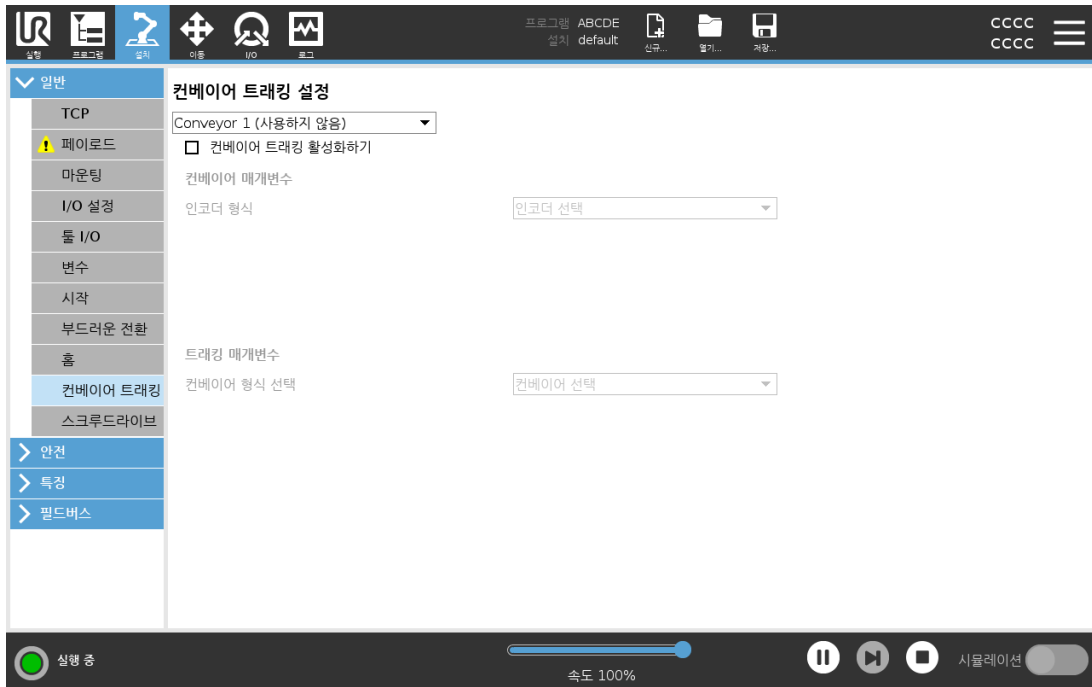 UR
프로그램 ABCDE
설치 default
CCCC
CCCC
실행
프로그램
설치
이동
I/O
로그
신규...
열기...
저장...
일반
TCP
페이로드
마운팅
I/O 설정
툴 I/O
변수
시작
부드러운 전환
홈
컨베이어 트래킹
스크루드라이브
안전
특징
필드버스
컨베이어 트래킹 설정
Conveyor 1 (사용하지 않음)
컨베이어 트래킹 활성화하기
컨베이어 매개변수
인코더 형식
인코더 선택
트래킹 매개변수
컨베이어 형식 선택
컨베이어 선택
실행 중
속도 100%
시뮬레이션